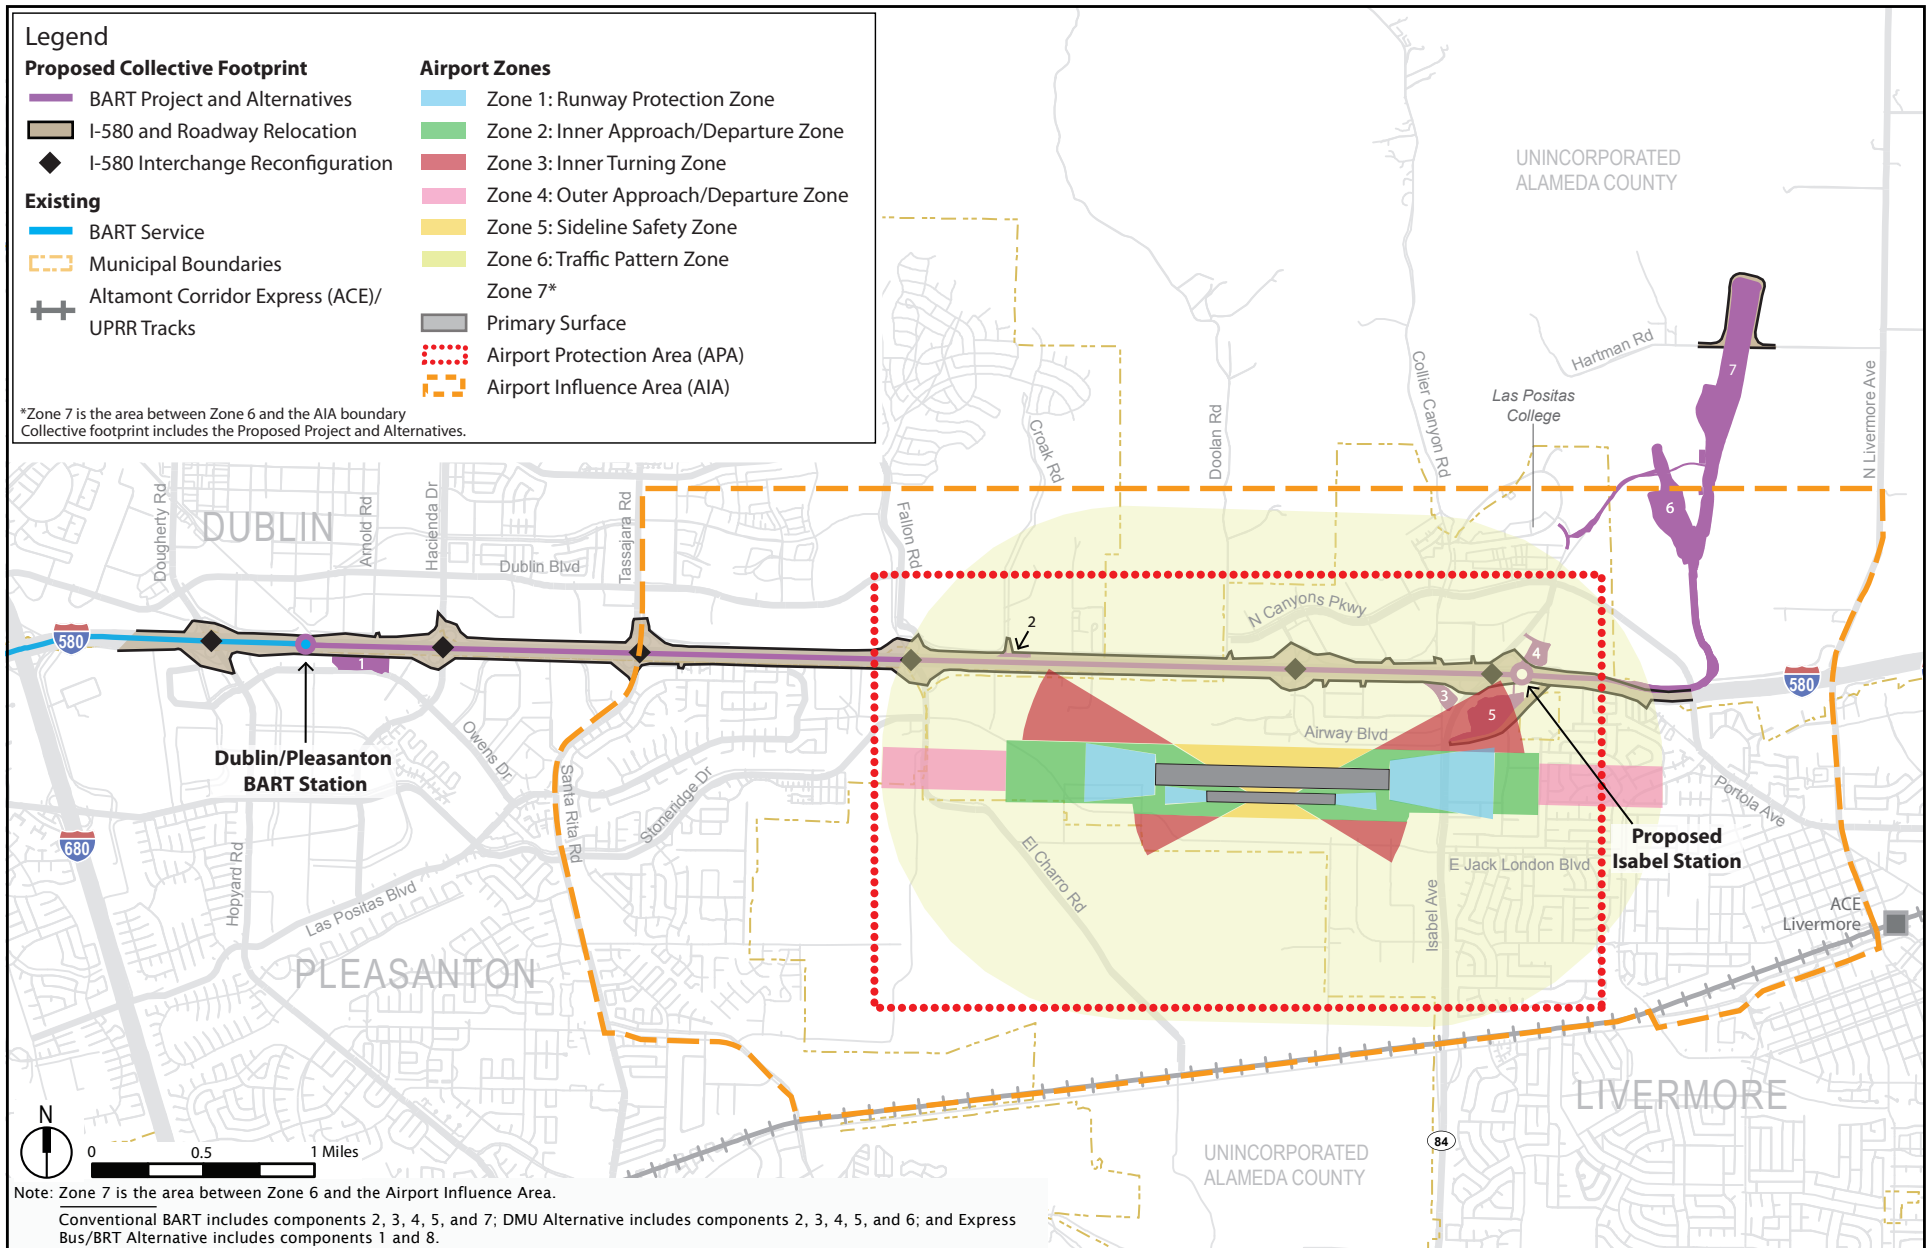 Legend
Proposed Collective Footprint
BART Project and Alternatives
I-580 and Roadway Relocation
I-580 Interchange Reconfiguration
Existing
BART Service
Municipal Boundaries
Altamont Corridor Express (ACE)/
UPRR Tracks
Airport Zones
Zone 1: Runway Protection Zone
Zone 2: Inner Approach/Departure Zone
Zone 3: Inner Turning Zone
Zone 4: Outer Approach/Departure Zone
Zone 5: Sideline Safety Zone
Zone 6: Traffic Pattern Zone
Zone 7*
Primary Surface
Airport Protection Area (APA)
Airport Influence Area (AIA)
*Zone 7 is the area between Zone 6 and the AIA boundary
Collective footprint includes the Proposed Project and Alternatives.
UNINCORPORATED
ALAMEDA COUNTY
Hartman Rd
7
Las Positas
College
Collier Canyon Rd
N Livermore Ave
Doolan Rd
Croak Rd
Fallon Rd
Tassajara Rd
Hacienda Dr
Arnold Rd
Dougherty Rd
DUBLIN
Dublin Blvd
6
N Canyons Pkwy
2
580
1
4
3
5
580
Airway Blvd
Dublin/Pleasanton
BART Station
Owens Dr
Santa Rita Rd
Stoneridge Dr
Portola Ave
680
Proposed
Isabel Station
E Jack London Blvd
El Charro Rd
Isabel Ave
Hopyard Rd
Las Positas Blvd
ACE
Livermore
PLEASANTON
LIVERMORE
84
UNINCORPORATED
ALAMEDA COUNTY
N
0 0.5 1 Miles
Note: Zone 7 is the area between Zone 6 and the Airport Influence Area.
Conventional BART includes components 2, 3, 4, 5, and 7; DMU Alternative includes components 2, 3, 4, 5, and 6; and Express
Bus/BRT Alternative includes components 1 and 8.